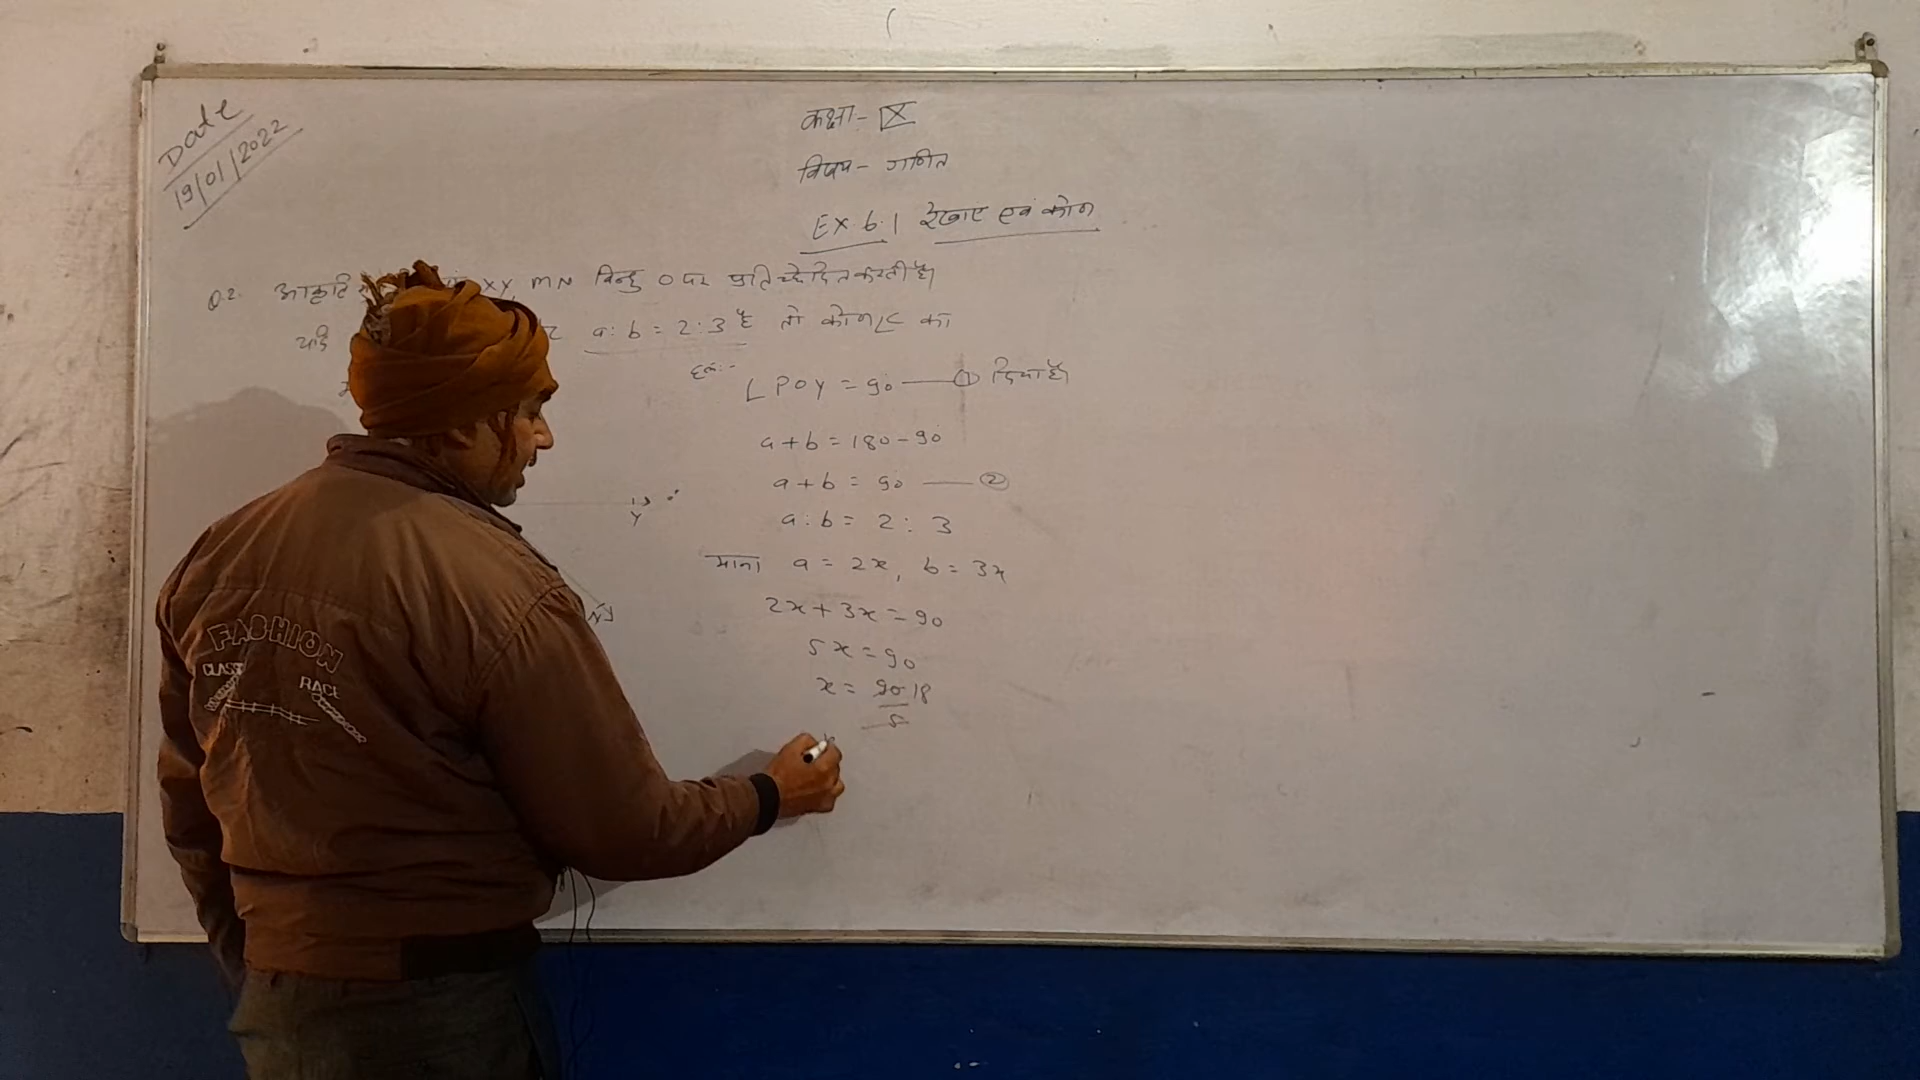 Date
19/01/2022
कक्षा - IX
विषय - गणित
EX 6.1 रेखाए एवं कोण
Q.2. आकृति XY, MN बिन्दु O पर प्रतिच्छेदित करती है।
यदि a:b = 2:3 है तो कोण C का
हल:-
∠POY = 90 — ① दिया है।
a+b = 180-90
a+b = 90 — ②
a:b = 2:3
माना a = 2x, b = 3x
2x+3x = 90
5x = 90
x = 90 18
5
Y
N
FASHION
CLASSIC
RACE